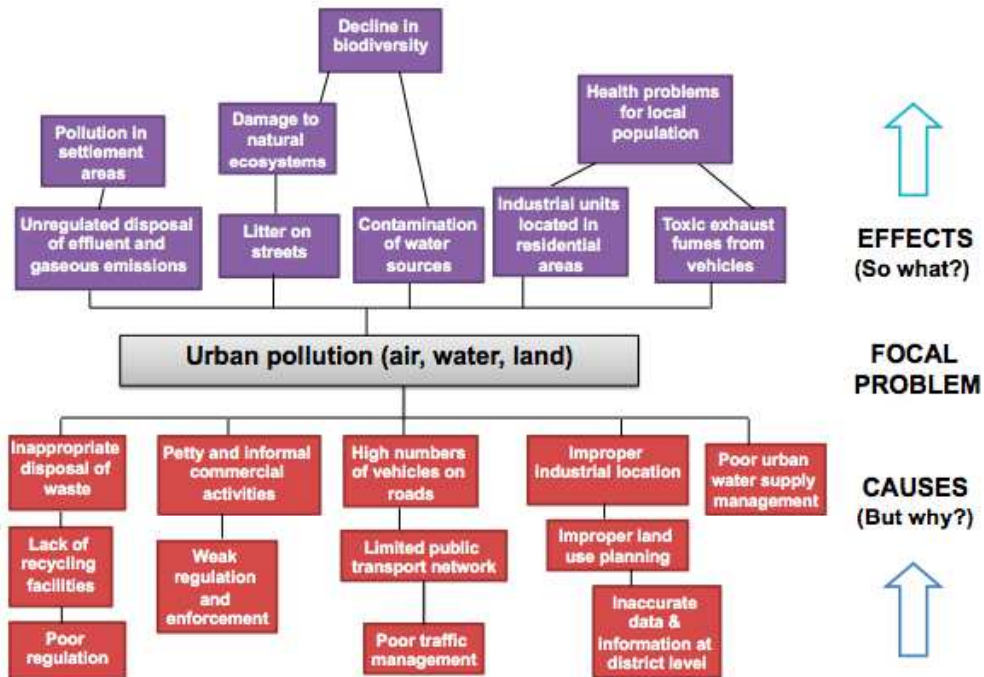 Decline in
biodiversity
Health problems
for local
population
Damage to
natural
ecosystems
Pollution in
settlement
areas
Unregulated disposal
of effluent and
gaseous emissions
Litter on
streets
Contamination
of water
sources
Industrial units
located in
residential
areas
Toxic exhaust
fumes from
vehicles
EFFECTS
(So what?)
Urban pollution (air, water, land)
FOCAL
PROBLEM
Inappropriate
disposal of
waste
Petty and informal
commercial
activities
High numbers
of vehicles on
roads
Improper
industrial location
Poor urban
water supply
management
CAUSES
(But why?)
Lack of
recycling
facilities
Weak
regulation
and
enforcement
Limited public
transport network
Improper land
use planning
Poor
regulation
Poor traffic
management
Inaccurate
data &
information at
district level